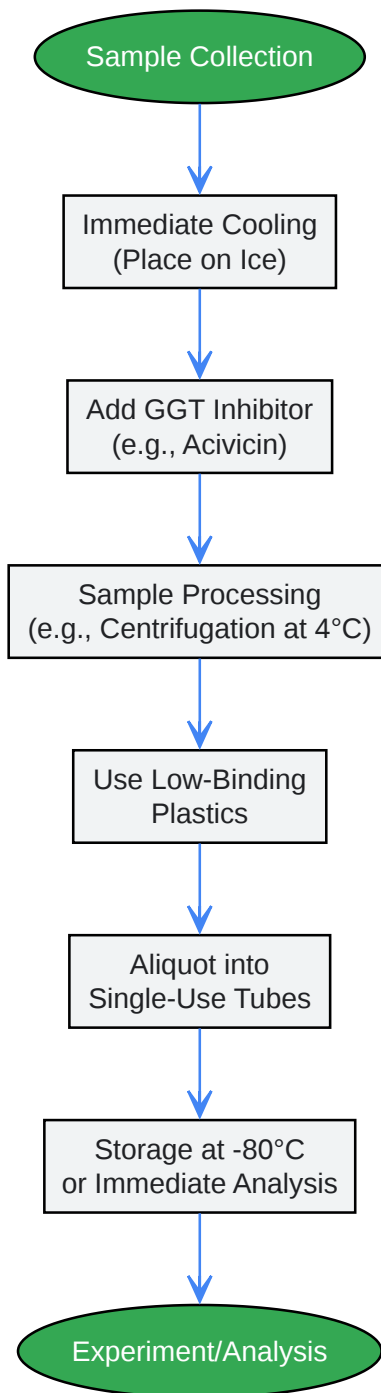 Sample Collection
Immediate Cooling
(Place on Ice)
Add GGT Inhibitor
(e.g., Acivicin)
Sample Processing
(e.g., Centrifugation at 4°C)
Use Low-Binding
Plastics
Aliquot into
Single-Use Tubes
Storage at -80°C
or Immediate Analysis
Experiment/Analysis